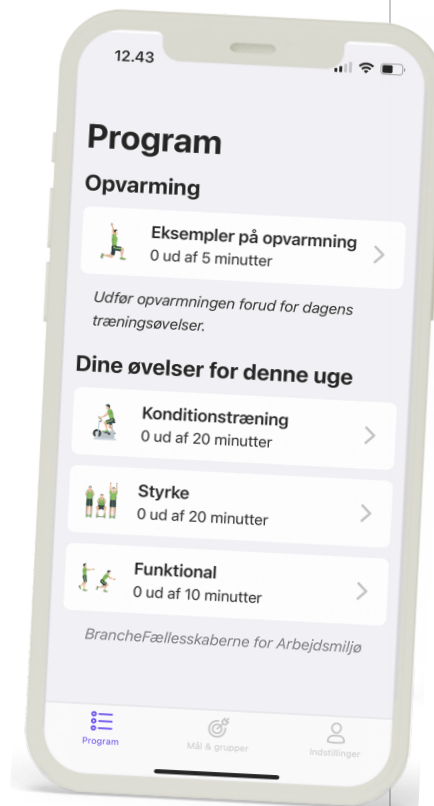 12.43
Program
Opvarming
Eksempler på opvarmning
0 ud af 5 minutter
Udfør opvarmningen forud for dagens
træningsøvelser.
Dine øvelser for denne uge
Konditionstræning
0 ud af 20 minutter
Styrke
0 ud af 20 minutter
Funktional
0 ud af 10 minutter
BrancheFællesskaberne for Arbejdsmiljø
Program
Mål & grupper
Indstillinger